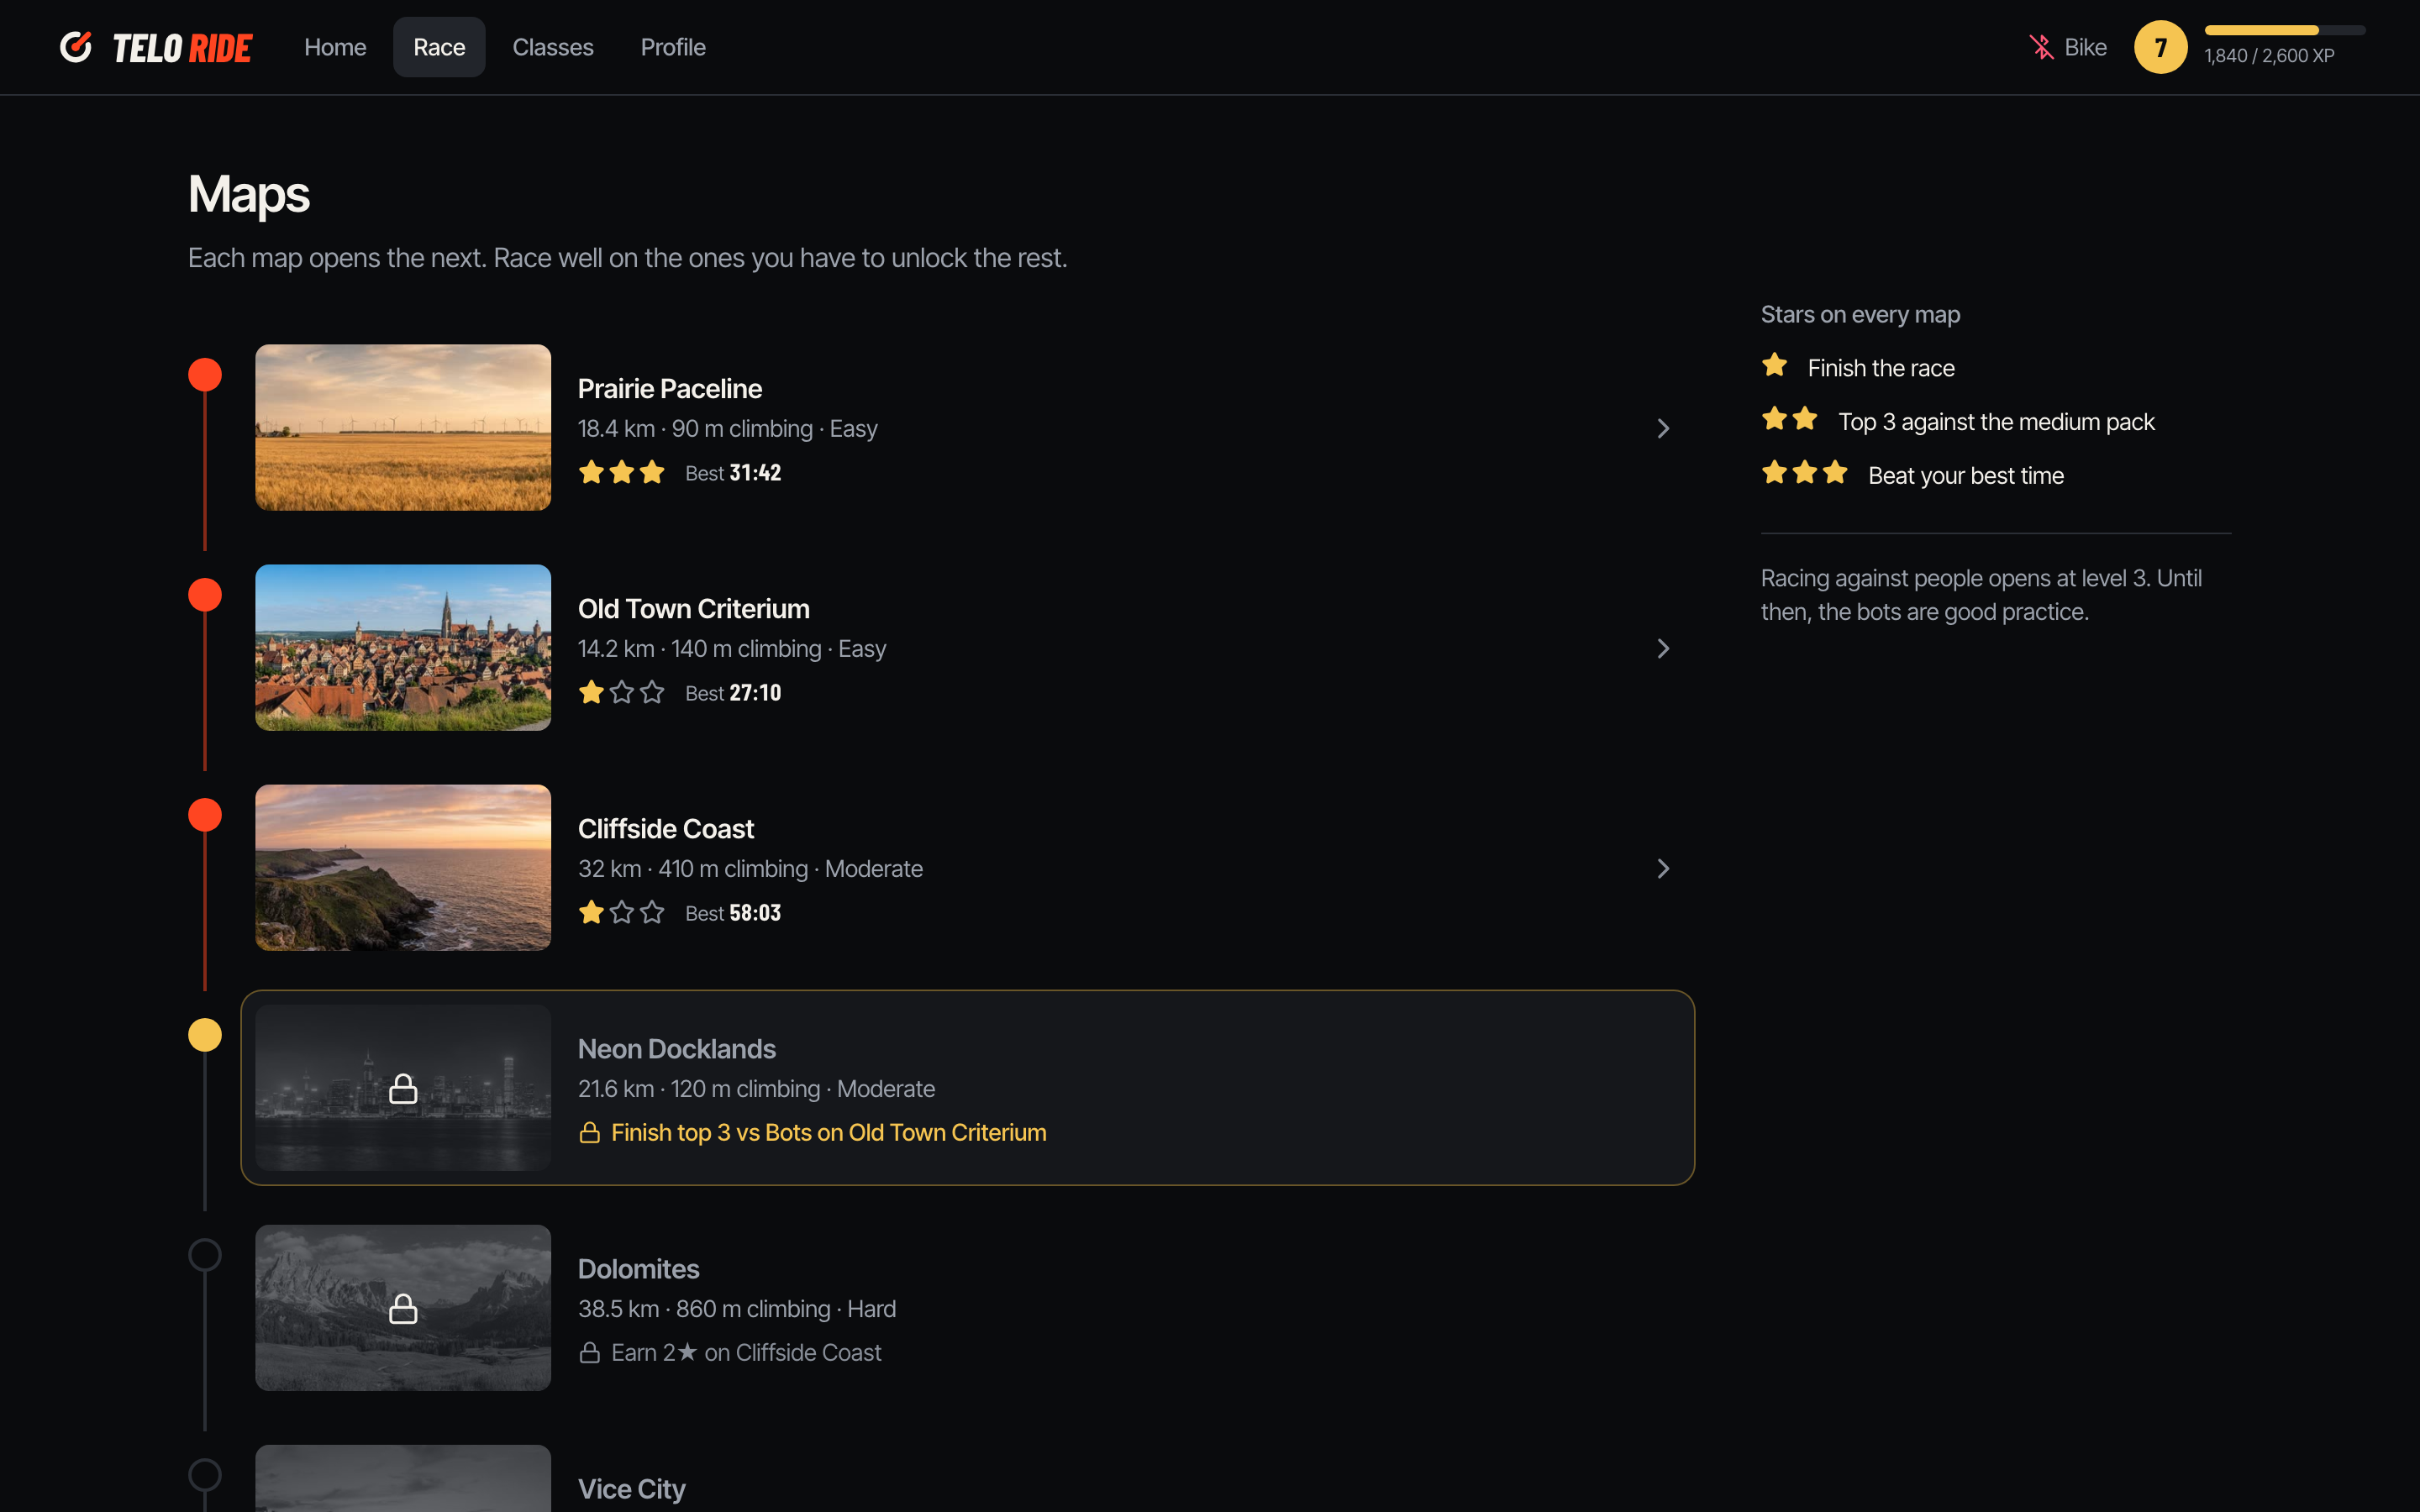 TELO RIDE
Home
Race
Classes
Profile
Bike
7
1,840 / 2,600 XP
Maps
Each map opens the next. Race well on the ones you have to unlock the rest.
Prairie Paceline
18.4 km · 90 m climbing · Easy
Best 31:42
Old Town Criterium
14.2 km · 140 m climbing · Easy
Best 27:10
Cliffside Coast
32 km · 410 m climbing · Moderate
Best 58:03
Neon Docklands
21.6 km · 120 m climbing · Moderate
Finish top 3 vs Bots on Old Town Criterium
Dolomites
38.5 km · 860 m climbing · Hard
Earn 2★ on Cliffside Coast
Vice City
Stars on every map
Finish the race
Top 3 against the medium pack
Beat your best time
Racing against people opens at level 3. Until
then, the bots are good practice.